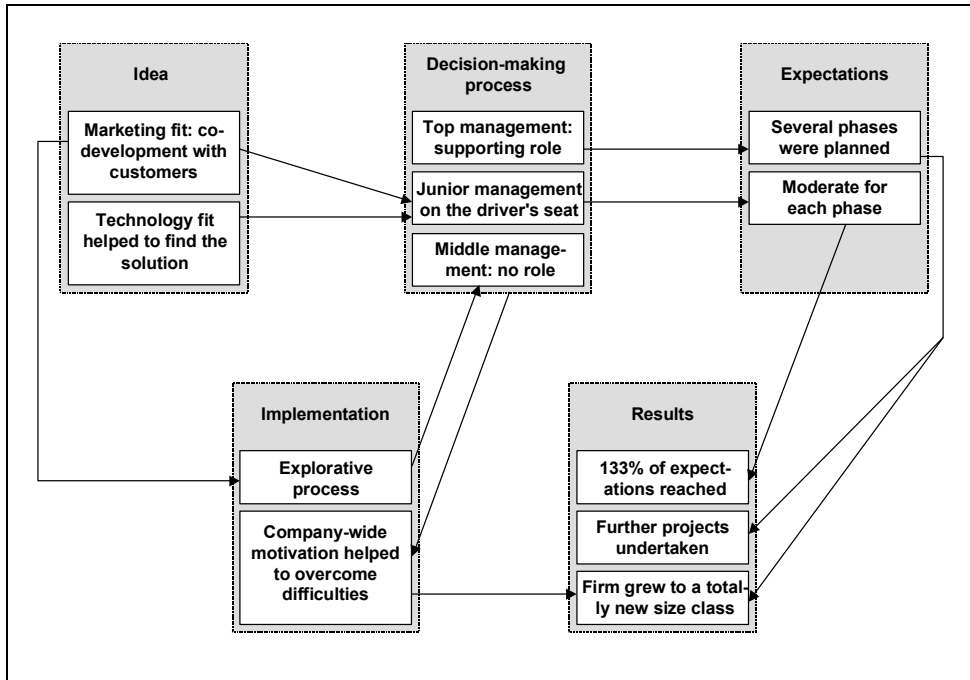 Idea
Marketing fit: co-
development with
customers
Technology fit
helped to find the
solution
Decision-making
process
Top management:
supporting role
Junior management
on the driver's seat
Middle manage-
ment: no role
Expectations
Several phases
were planned
Moderate for
each phase
Implementation
Explorative
process
Company-wide
motivation helped
to overcome
difficulties
Results
133% of expect-
ations reached
Further projects
undertaken
Firm grew to a total-
ly new size class